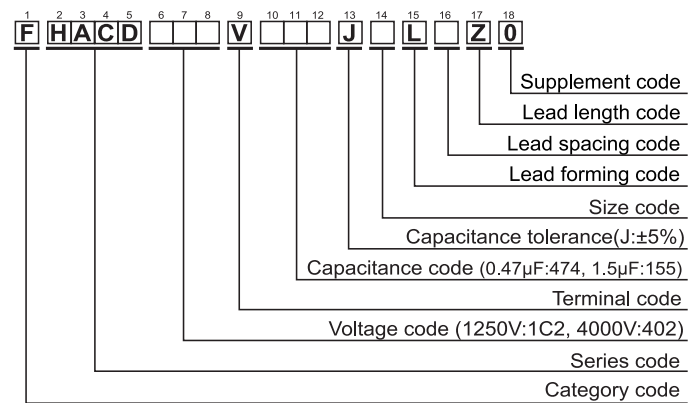 1 2 3 4 5 6 7 8 9 10 11 12 13 14 15 16 17 18
F HACD V J L Z 0
Supplement code
Lead length code
Lead spacing code
Lead forming code
Size code
Capacitance tolerance(J:±5%)
Capacitance code (0.47µF:474, 1.5µF:155)
Terminal code
Voltage code (1250V:1C2, 4000V:402)
Series code
Category code